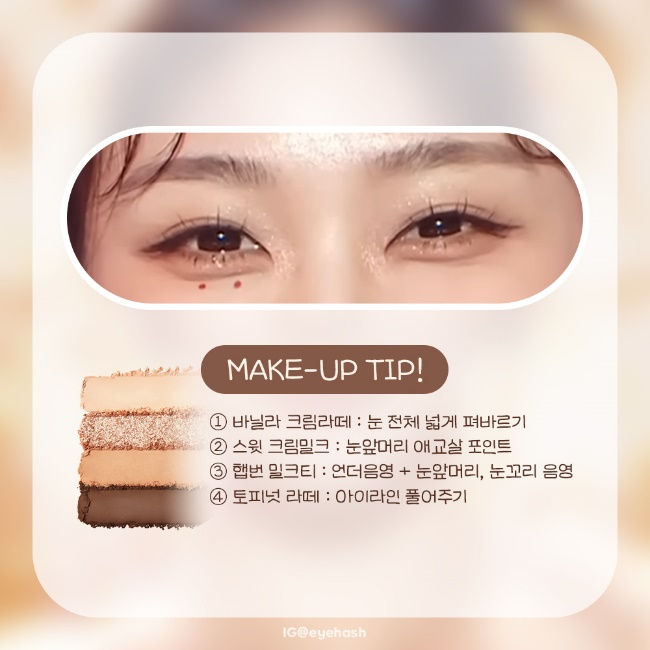 MAKE-UP TIP!
① 바닐라 크림라떼 : 눈 전체 넓게 펴바르기
② 스윗 크림밀크 : 눈앞머리 애교살 포인트
③ 햅번 밀크티 : 언더음영 + 눈앞머리, 눈꼬리 음영
④ 토피넛 라떼 : 아이라인 풀어주기
IG@eyehash